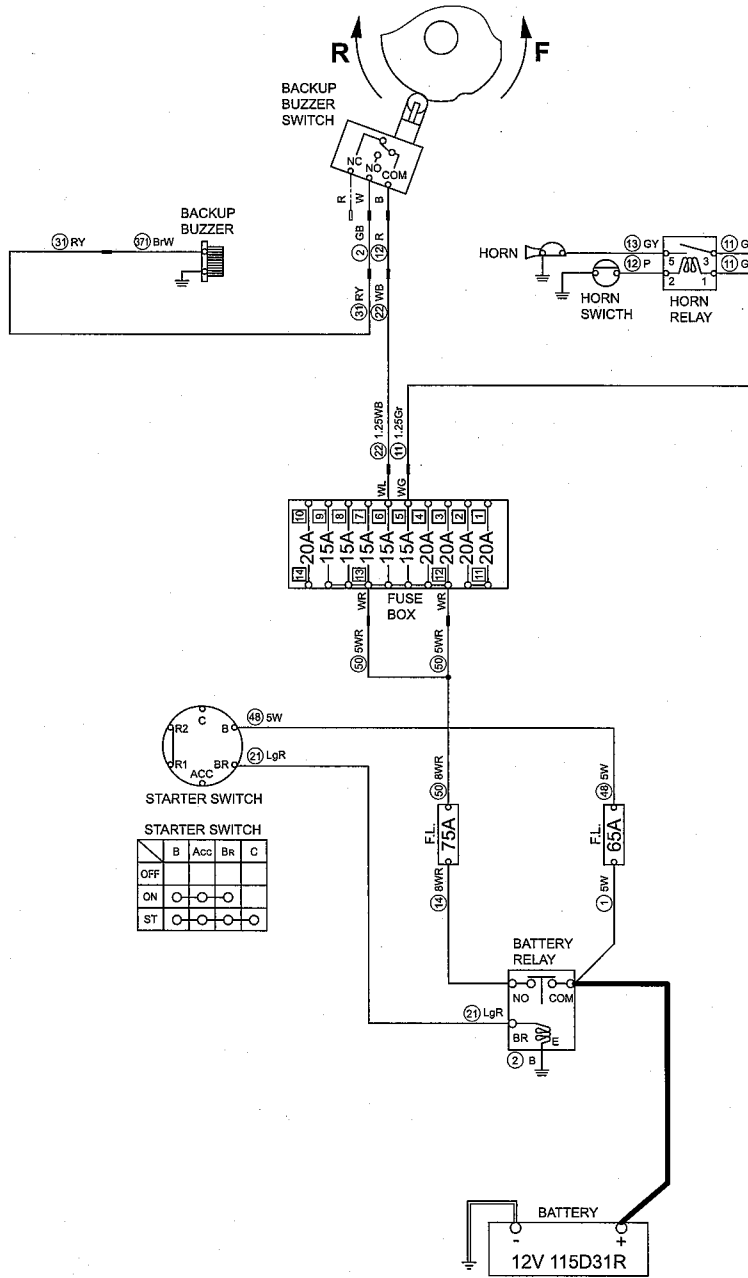 R
F
BACKUP
BUZZER
SWITCH
NC
NO
COM
R
W
B
BACKUP
BUZZER
31 RY
371 BrW
2 GB
12 R
31 RY
22 WB
HORN
13 GY
12 P
5
3
2
1
11 G
11 G
HORN
SWICTH
HORN
RELAY
22 1.25WB
11 1.25Gr
WL
WG
10
9
8
7
6
5
4
3
2
1
20A
15A
15A
15A
15A
15A
20A
20A
20A
20A
14
13
12
11
WR
FUSE
BOX
WR
50 5WR
50 5WR
C
R2
B
R1
BR
ACC
STARTER SWITCH
48 5W
21 LgR
50 8WR
48 5W
F.L.
75A
F.L.
65A
14 8WR
1 5W
STARTER SWITCH
B Acc BR C
OFF
ON
ST
BATTERY
RELAY
NO
COM
21 LgR
BR
E
2 B
BATTERY
-
+
12V 115D31R